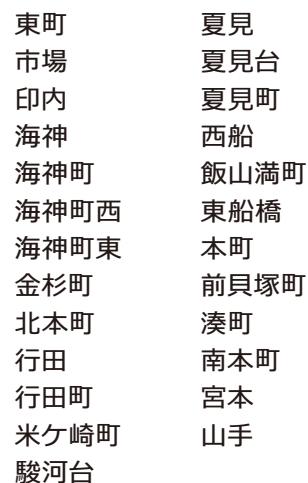 東町
市場
印内
海神
海神町
海神町西
海神町東
金杉町
北本町
行田
行田町
米ケ崎町
駿河台
夏見
夏見台
夏見町
西船
飯山満町
東船橋
本町
前貝塚町
湊町
南本町
宮本
山手